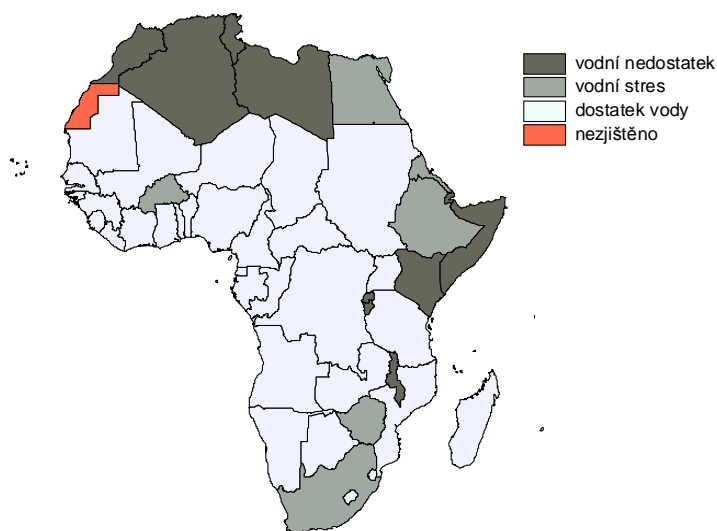 vodní nedostatek
vodní stres
dostatek vody
nezjištěno